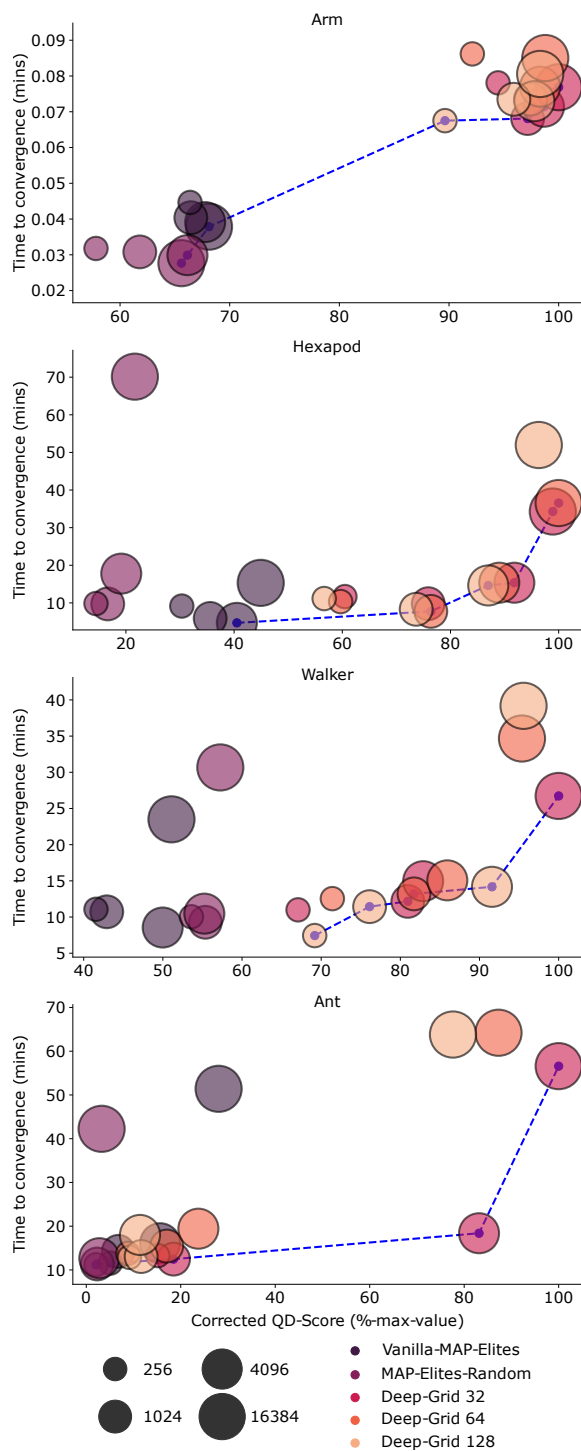 Arm
Time to convergence (mins)
0.09
0.08
0.07
0.06
0.05
0.04
0.03
0.02
60 70 80 90 100
Hexapod
Time to convergence (mins)
70
60
50
40
30
20
10
20 40 60 80 100
Walker
Time to convergence (mins)
40
35
30
25
20
15
10
5
40 50 60 70 80 90 100
Ant
Time to convergence (mins)
70
60
50
40
30
20
10
0 20 40 60 80 100
Corrected QD-Score (%-max-value)
256 4096
1024 16384
Vanilla-MAP-Elites
MAP-Elites-Random
Deep-Grid 32
Deep-Grid 64
Deep-Grid 128